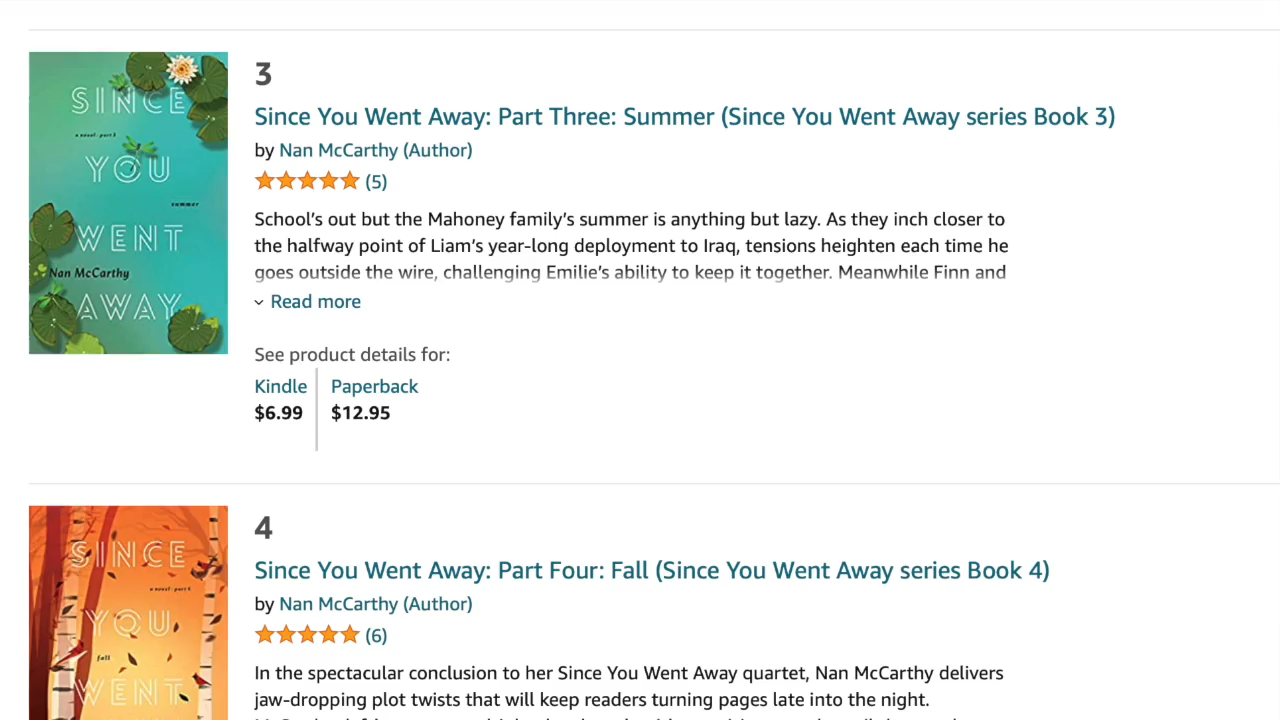 SINCE
a novel · part 3
YOU
summer
WENT
Nan McCarthy
AWAY
3
Since You Went Away: Part Three: Summer (Since You Went Away series Book 3)
by Nan McCarthy (Author)
(5)
School's out but the Mahoney family's summer is anything but lazy. As they inch closer to
the halfway point of Liam's year-long deployment to Iraq, tensions heighten each time he
goes outside the wire, challenging Emilie's ability to keep it together. Meanwhile Finn and
Read more
See product details for:
Kindle
Paperback
$6.99
$12.95
SINCE
a novel · part 4
YOU
fall
WENT
4
Since You Went Away: Part Four: Fall (Since You Went Away series Book 4)
by Nan McCarthy (Author)
(6)
In the spectacular conclusion to her Since You Went Away quartet, Nan McCarthy delivers
jaw-dropping plot twists that will keep readers turning pages late into the night.